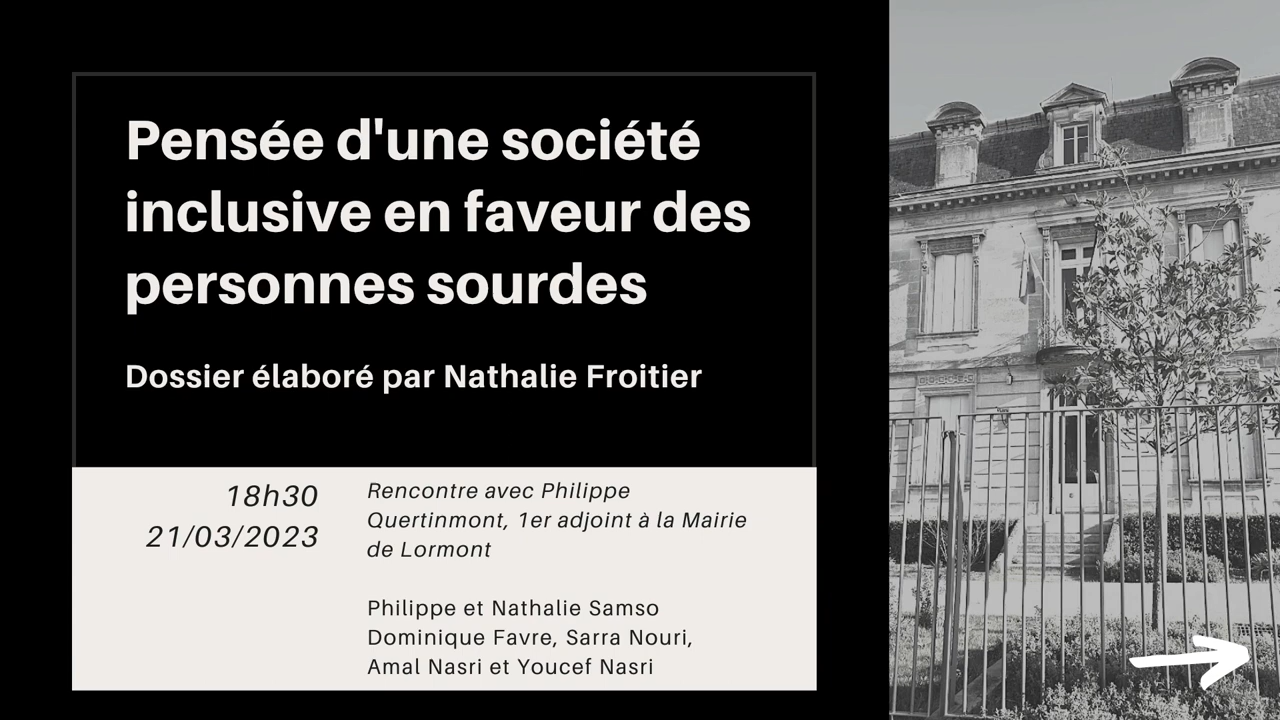 Pensée d'une société
inclusive en faveur des
personnes sourdes
Dossier élaboré par Nathalie Froitier
18h30
21/03/2023
Rencontre avec Philippe
Quertinmont, 1er adjoint à la Mairie
de Lormont
Philippe et Nathalie Samso
Dominique Favre, Sarra Nouri,
Amal Nasri et Youcef Nasri